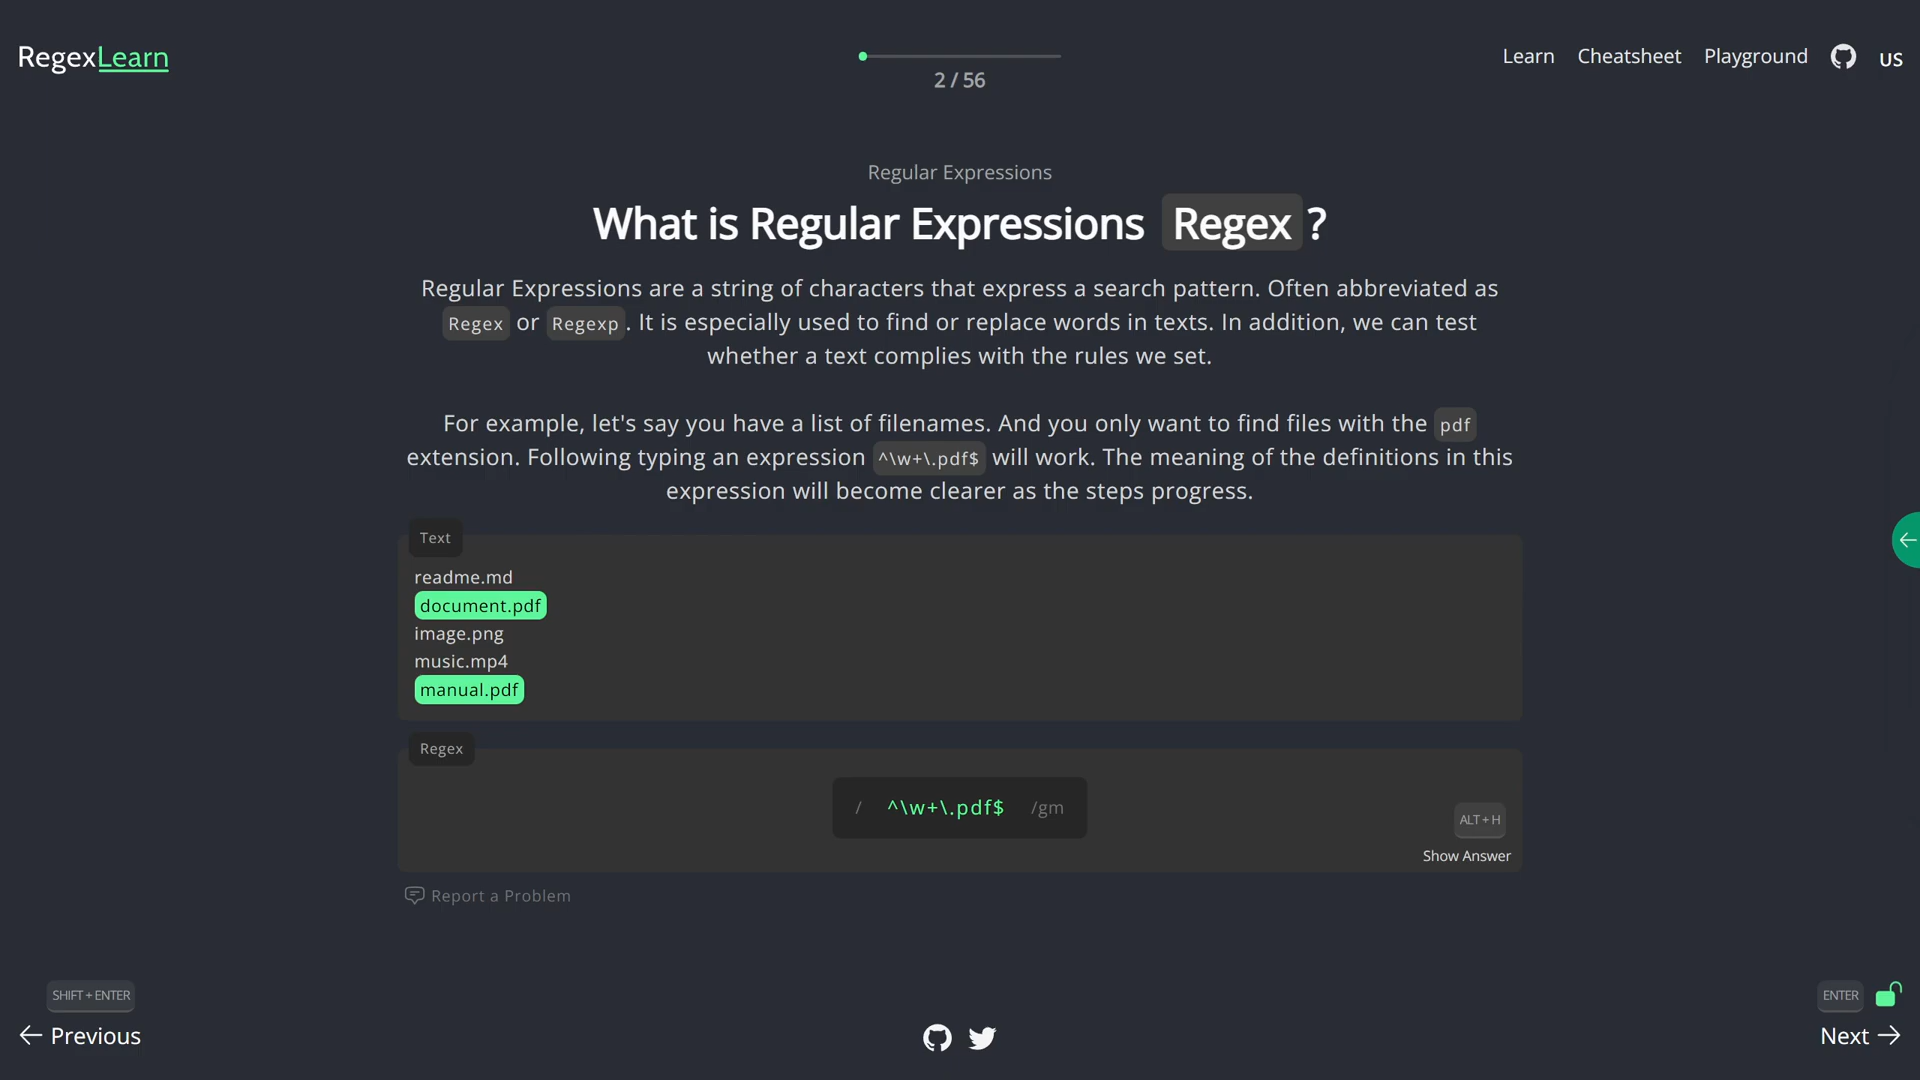 RegexLearn
2 / 56
Learn Cheatsheet Playground US
Regular Expressions
What is Regular Expressions Regex ?
Regular Expressions are a string of characters that express a search pattern. Often abbreviated as
Regex or Regexp . It is especially used to find or replace words in texts. In addition, we can test
whether a text complies with the rules we set.
For example, let's say you have a list of filenames. And you only want to find files with the pdf
extension. Following typing an expression ^\w+\.pdf$ will work. The meaning of the definitions in this
expression will become clearer as the steps progress.
Text
readme.md
document.pdf
image.png
music.mp4
manual.pdf
Regex
/ ^\w+\.pdf$ /gm
ALT + H
Show Answer
Report a Problem
SHIFT + ENTER
← Previous
ENTER
Next →